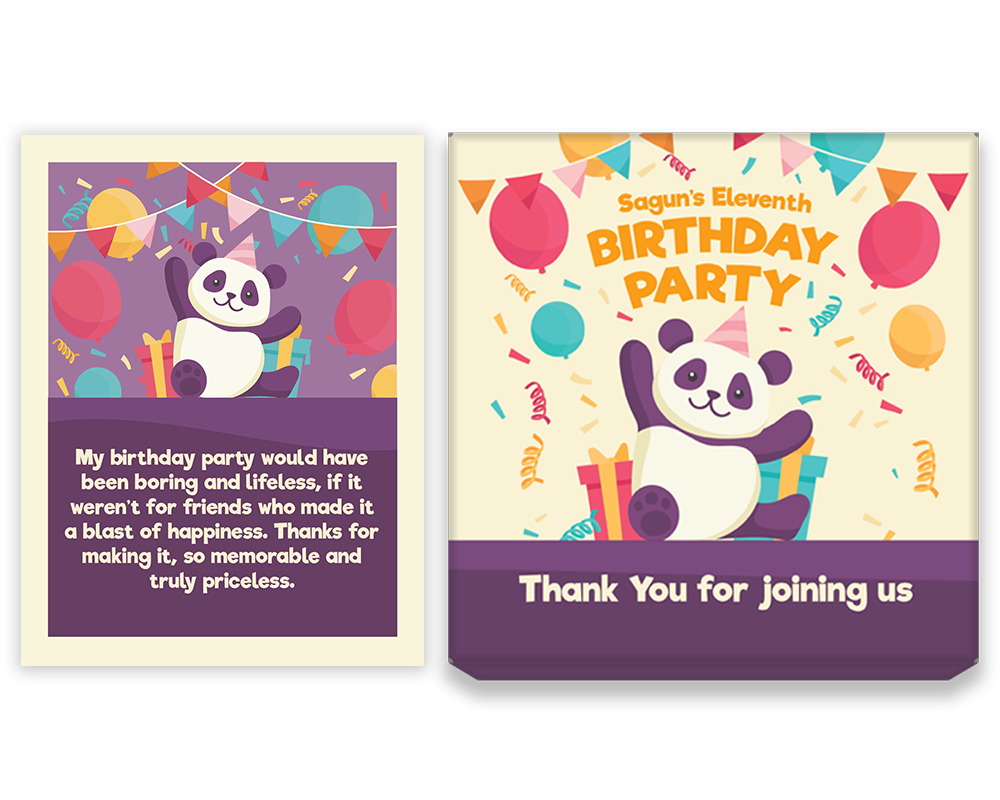 My birthday party would have
been boring and lifeless, if it
weren't for friends who made it
a blast of happiness. Thanks for
making it, so memorable and
truly priceless.
Sagun's Eleventh
BIRTHDAY
PARTY
Thank You for joining us